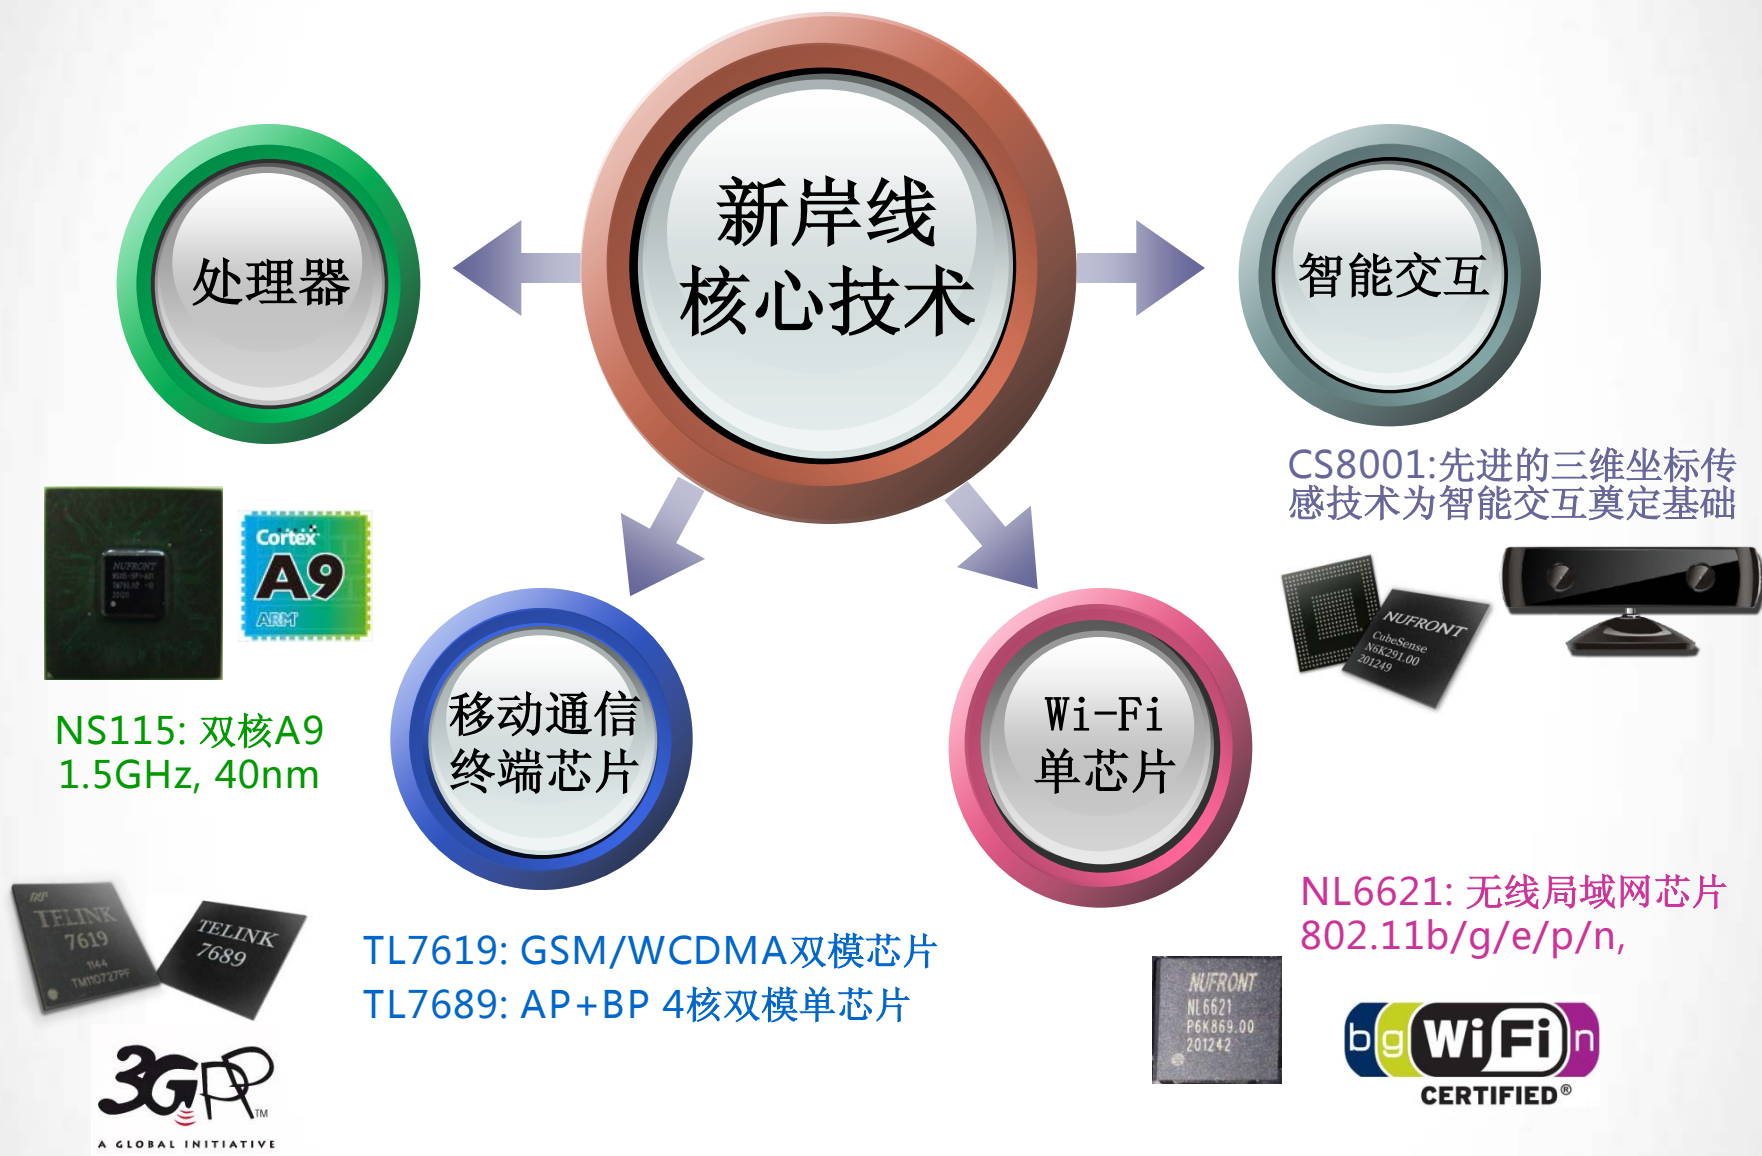 新岸线
核心技术
处理器
智能交互
CS8001:先进的三维坐标传
感技术为智能交互奠定基础
NUFRONT
Cortex
A9
ARM
NUFRONT
CubeSense
N6K291.00
201249
NS115: 双核A9
1.5GHz, 40nm
移动通信
终端芯片
Wi-Fi
单芯片
TELINK
7619
1144
TM110727PF
TELINK
7689
TL7619: GSM/WCDMA双模芯片
TL7689: AP+BP 4核双模单芯片
NL6621: 无线局域网芯片
802.11b/g/e/p/n,
NUFRONT
NL6621
P6K869.00
201242
3GPP™
A GLOBAL INITIATIVE
b g WiFi n
CERTIFIED®